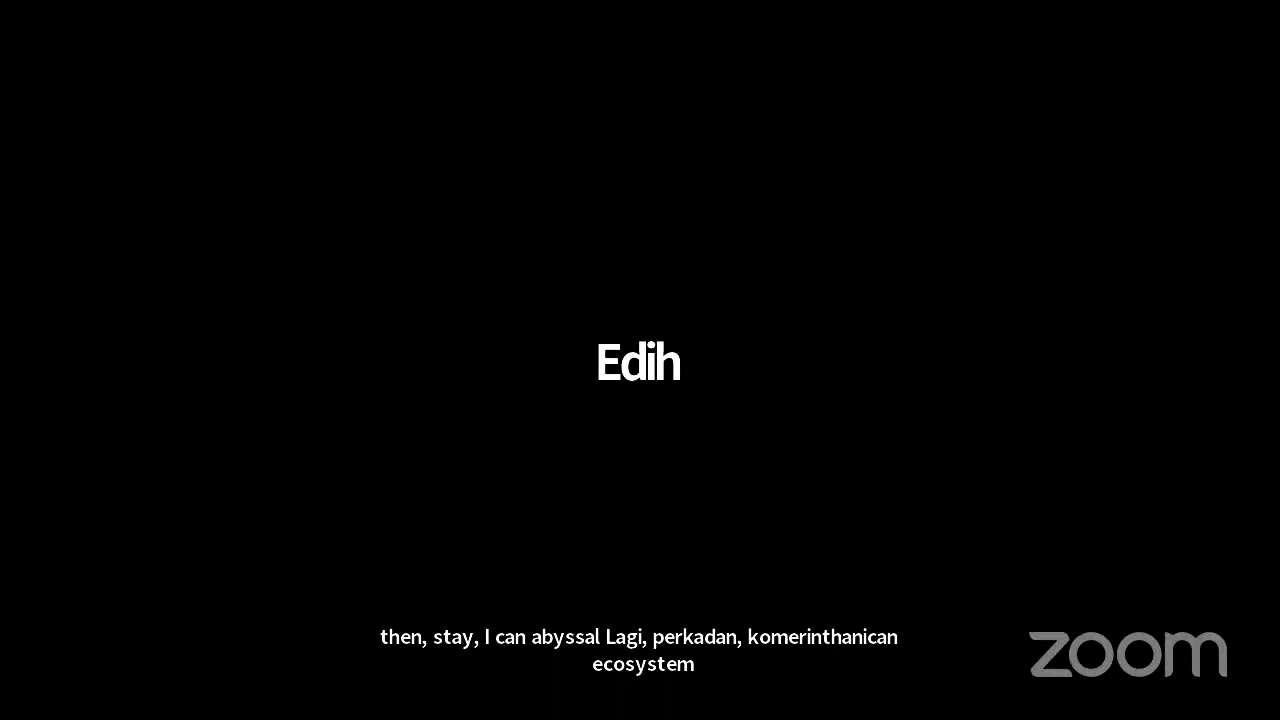 Edih
then, stay, I can abyssal Lagi, perkadan, komerinthanican
ecosystem
zoom